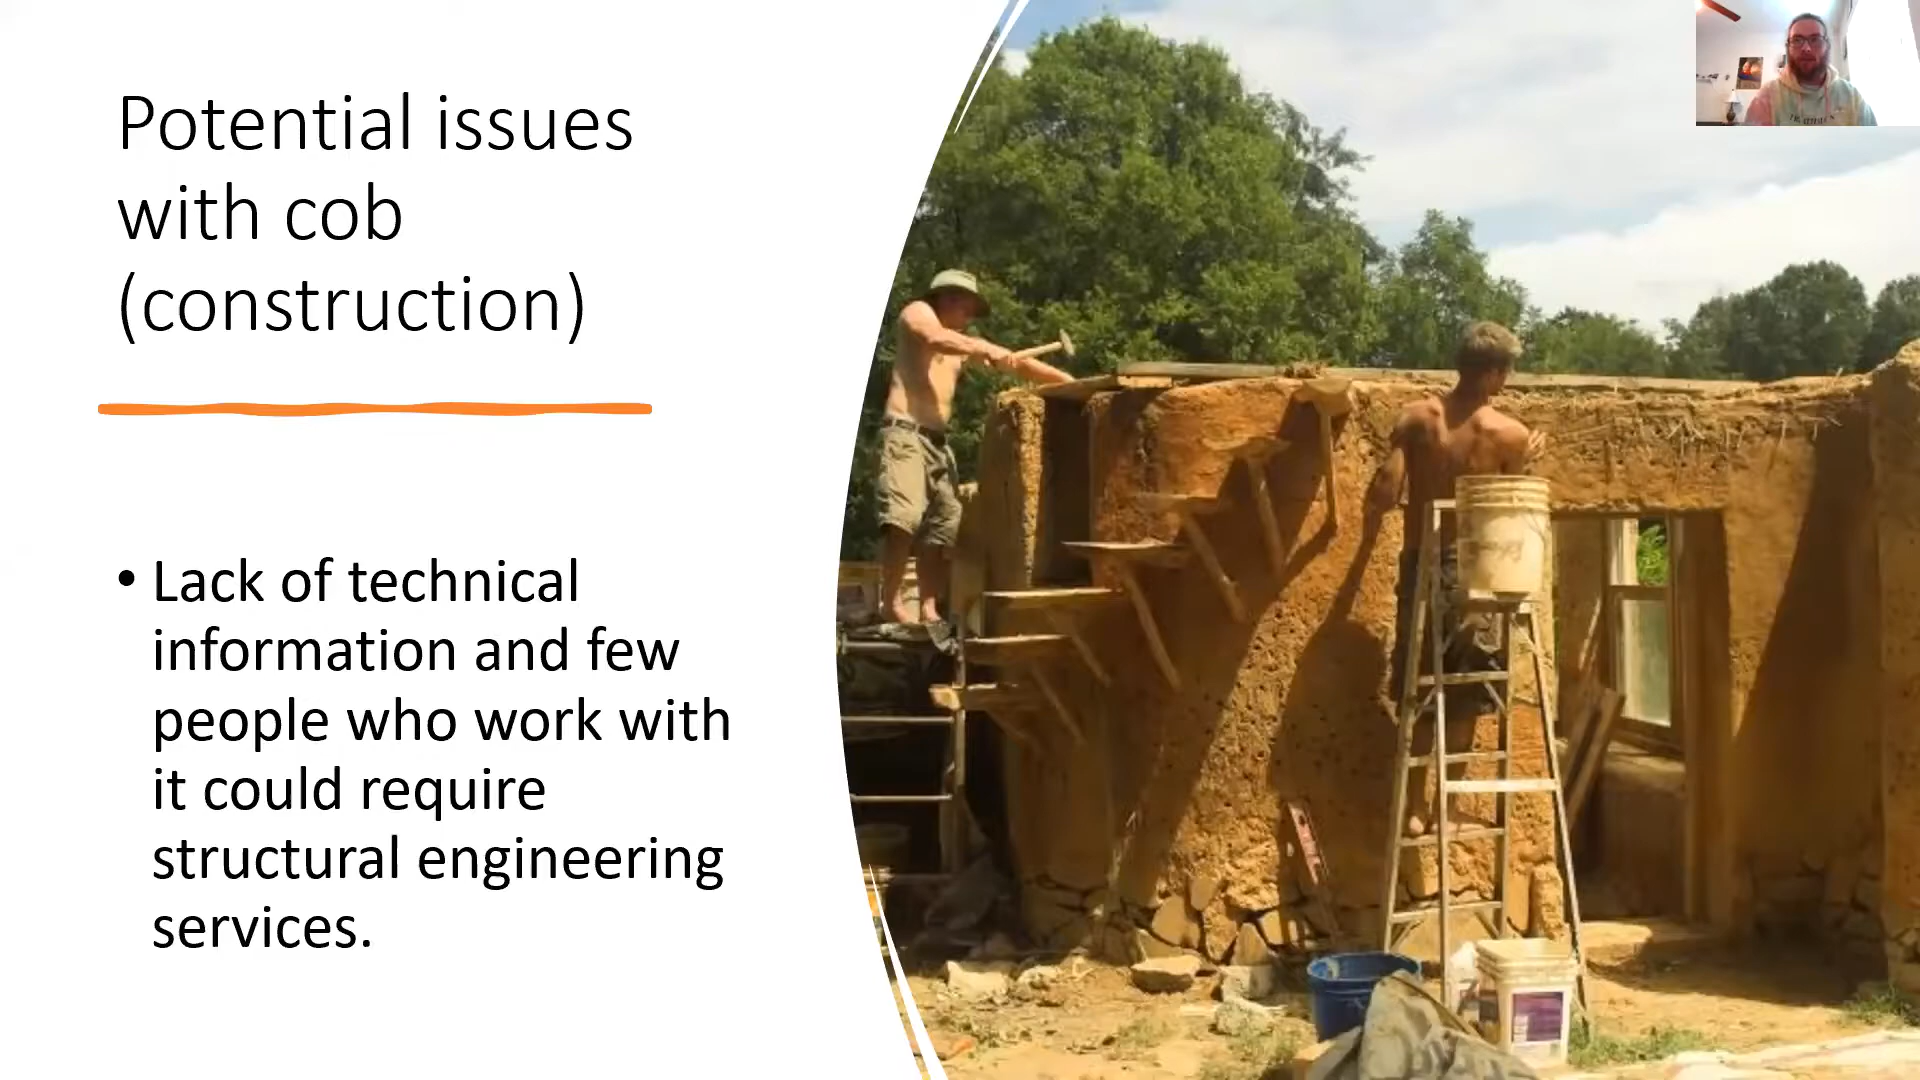 Potential issues
with cob
(construction)
• Lack of technical
information and few
people who work with
it could require
structural engineering
services.